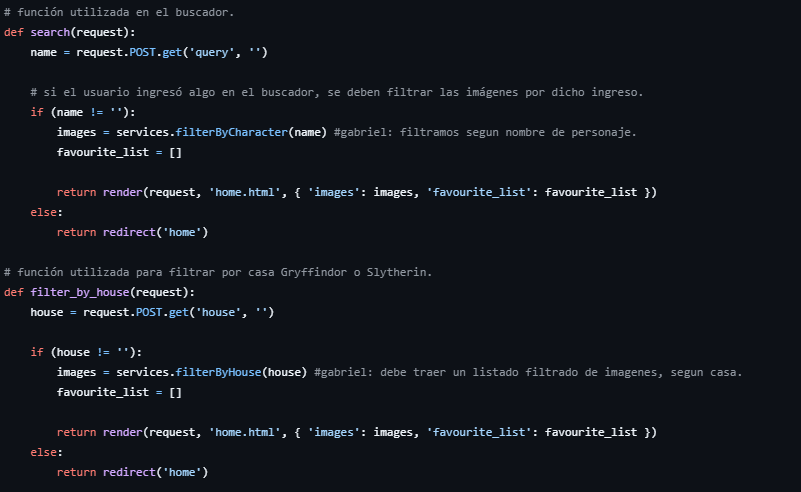 # función utilizada en el buscador.
def search(request):
    name = request.POST.get('query', '')

    # si el usuario ingresó algo en el buscador, se deben filtrar las imágenes por dicho ingreso.
    if (name != ''):
        images = services.filterByCharacter(name) #gabriel: filtramos segun nombre de personaje.
        favourite_list = []

        return render(request, 'home.html', { 'images': images, 'favourite_list': favourite_list })
    else:
        return redirect('home')

# función utilizada para filtrar por casa Gryffindor o Slytherin.
def filter_by_house(request):
    house = request.POST.get('house', '')

    if (house != ''):
        images = services.filterByHouse(house) #gabriel: debe traer un listado filtrado de imagenes, segun casa.
        favourite_list = []

        return render(request, 'home.html', { 'images': images, 'favourite_list': favourite_list })
    else:
        return redirect('home')